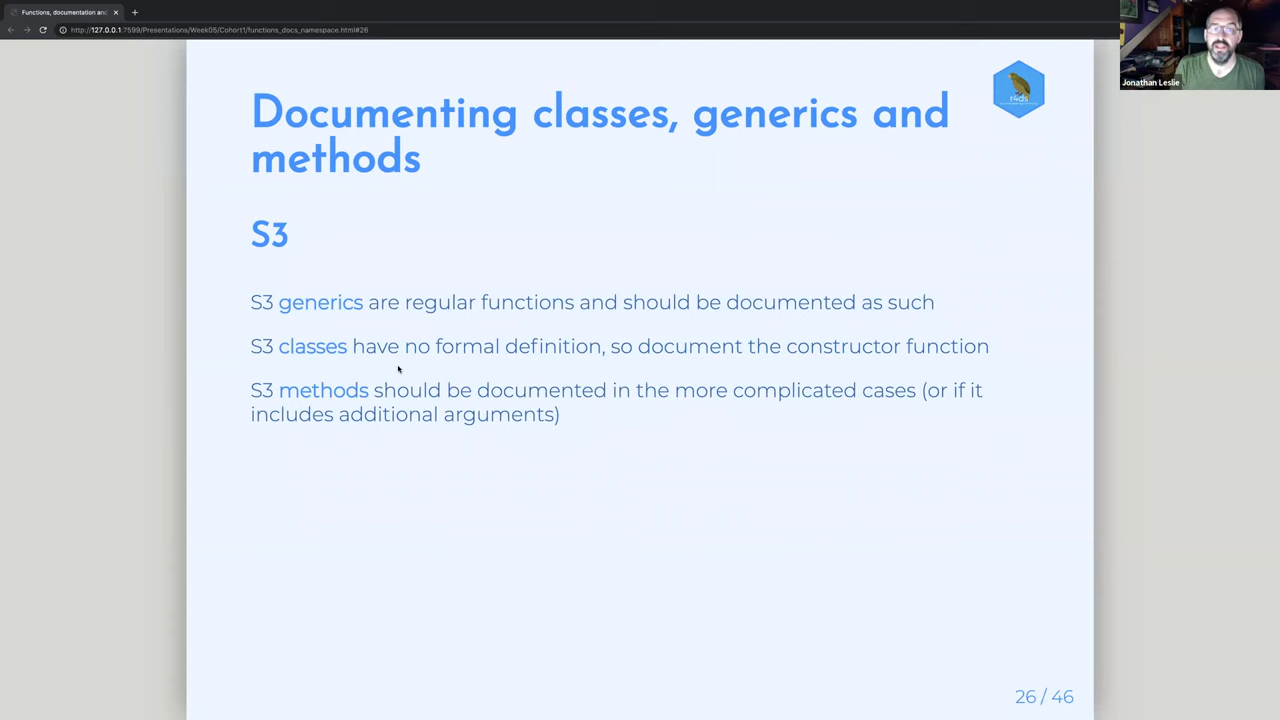 Functions, documentation and
http://127.0.0.1:7599/Presentations/Week05/Cohort1/functions_docs_namespace.html#26
Jonathan Leslie
r4ds
Documenting classes, generics and
methods
S3
S3 generics are regular functions and should be documented as such
S3 classes have no formal definition, so document the constructor function
S3 methods should be documented in the more complicated cases (or if it
includes additional arguments)
26 / 46